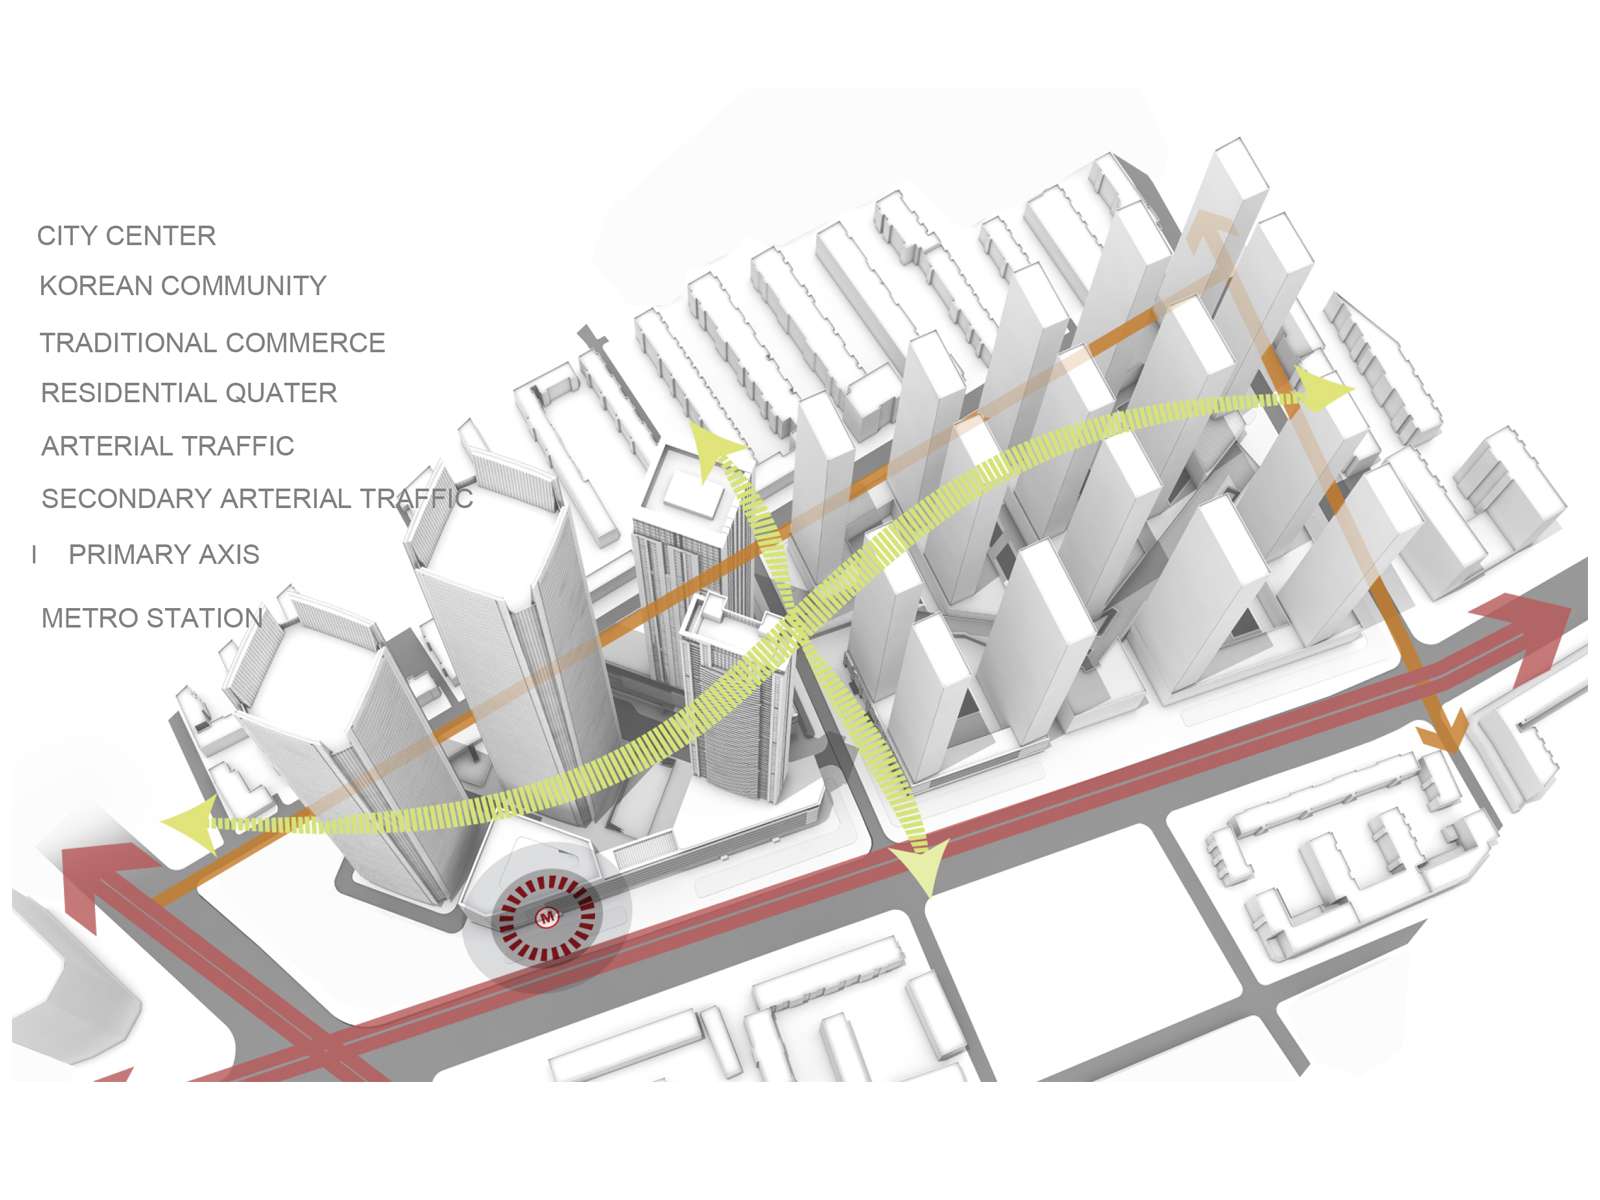 CITY CENTER
KOREAN COMMUNITY
TRADITIONAL COMMERCE
RESIDENTIAL QUATER
ARTERIAL TRAFFIC
SECONDARY ARTERIAL TRAFFIC
I PRIMARY AXIS
METRO STATION
M